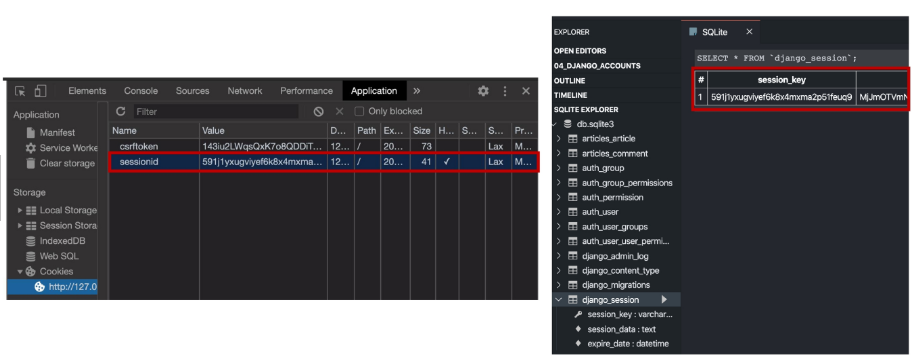 Elements Console Sources Network Performance Application »
Application
Manifest
Service Worke
Clear storage
Storage
Local Storage
Session Stora
IndexedDB
Web SQL
Cookies
http://127.0
Filter Only blocked
Name Value D... Path Ex... Size H... S... S... Pr...
csrftoken 143iu2LWqsQxK7o8QDDiT... 12... / 20... 73 Lax M...
sessionid 591j1yxugviyef6k8x4mxma... 12... / 20... 41 ✓ Lax M...
EXPLORER
OPEN EDITORS
04_DJANGO_ACCOUNTS
OUTLINE
TIMELINE
SQLITE EXPLORER
db.sqlite3
articles_article
articles_comment
auth_group
auth_group_permissions
auth_permission
auth_user
auth_user_groups
auth_user_user_permi...
django_admin_log
django_content_type
django_migrations
django_session
session_key : varchar...
session_data : text
expire_date : datetime
SQLite
SELECT * FROM `django_session`;
# session_key
1 591j1yxugviyef6k8x4mxma2p51feuq9 MjJmOTVmN